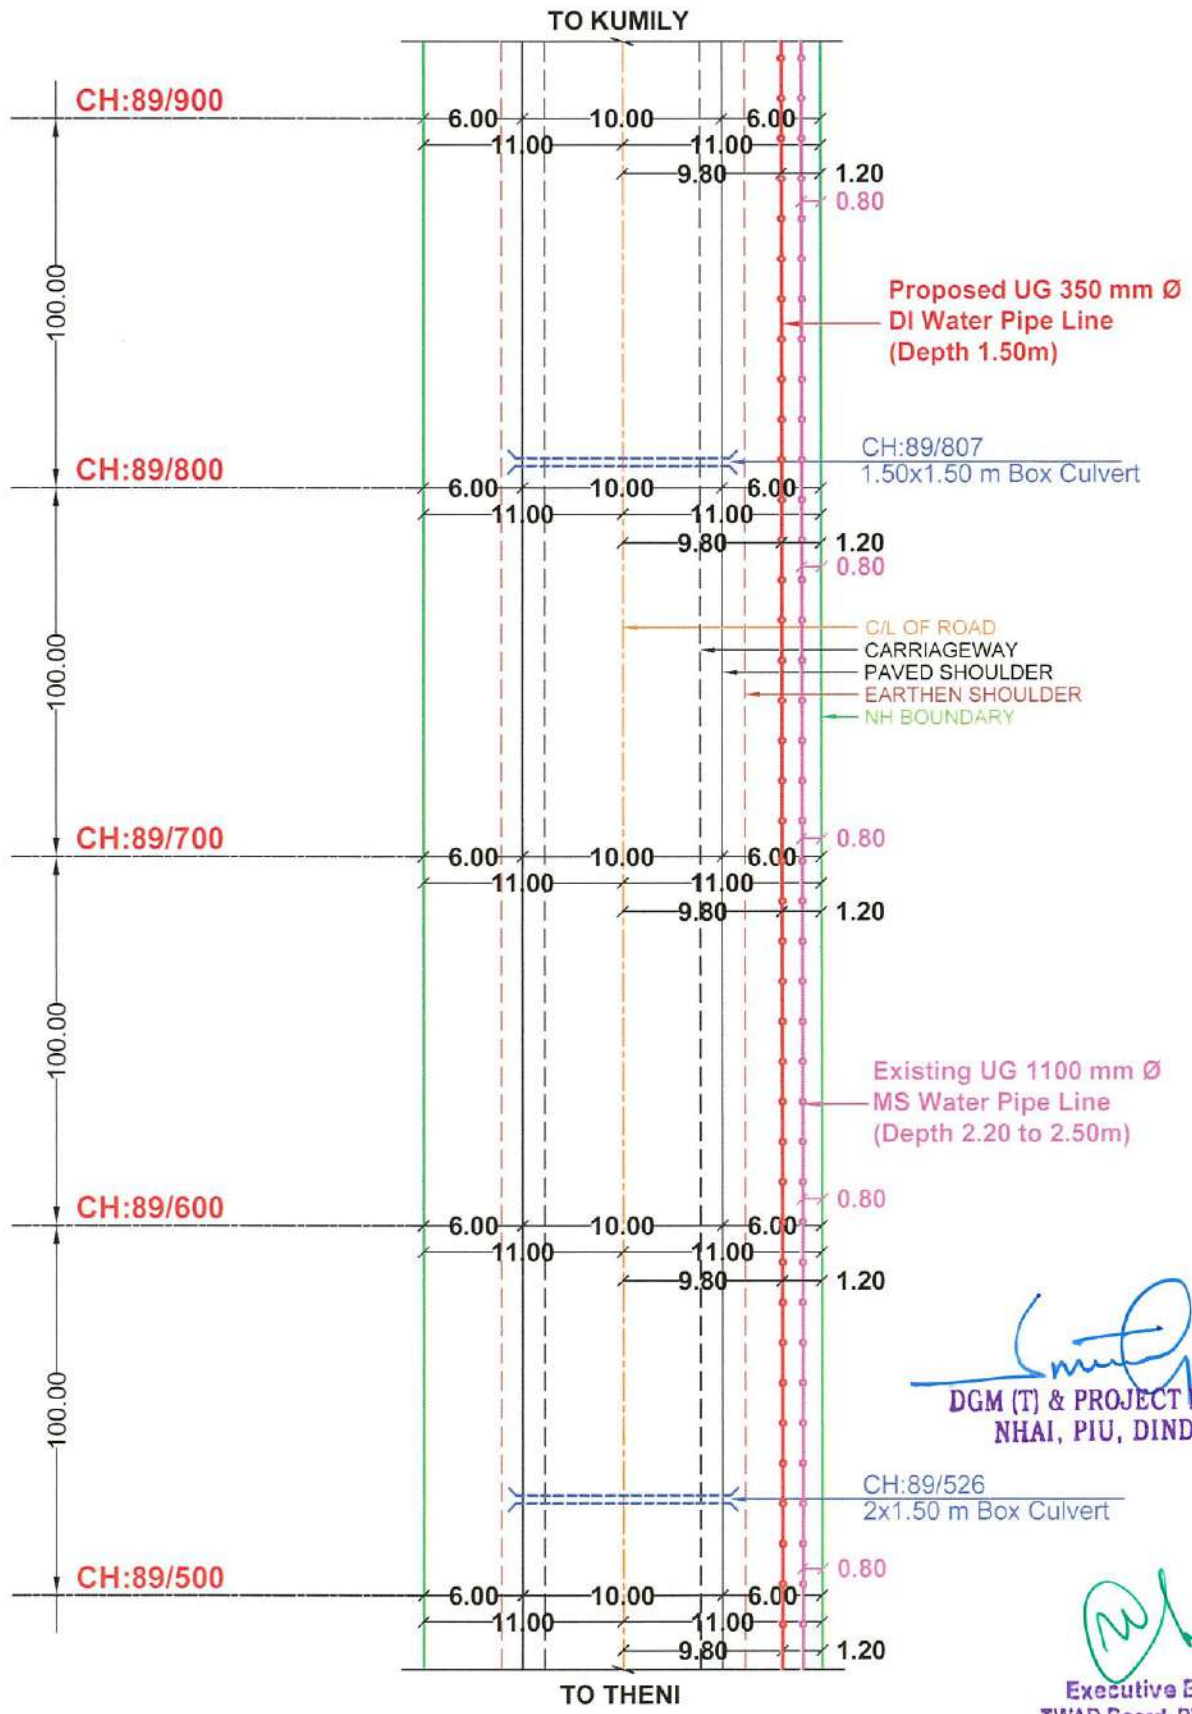 TO KUMILY
CH:89/900
6.00 10.00 6.00
11.00 11.00
9.80 1.20
0.80
100.00
Proposed UG 350 mm Ø
DI Water Pipe Line
(Depth 1.50m)
CH:89/807
1.50x1.50 m Box Culvert
CH:89/800
6.00 10.00 6.00
11.00 11.00
9.80 1.20
0.80
C/L OF ROAD
CARRIAGEWAY
PAVED SHOULDER
EARTHEN SHOULDER
NH BOUNDARY
100.00
0.80
CH:89/700
6.00 10.00 6.00
11.00 11.00
9.80 1.20
100.00
Existing UG 1100 mm Ø
MS Water Pipe Line
(Depth 2.20 to 2.50m)
0.80
CH:89/600
6.00 10.00 6.00
11.00 11.00
9.80 1.20
100.00
DGM (T) & PROJECT
NHAI, PIU, DIND
CH:89/526
2x1.50 m Box Culvert
0.80
CH:89/500
6.00 10.00 6.00
11.00 11.00
9.80 1.20
TO THENI
Executive E
TWAD Board